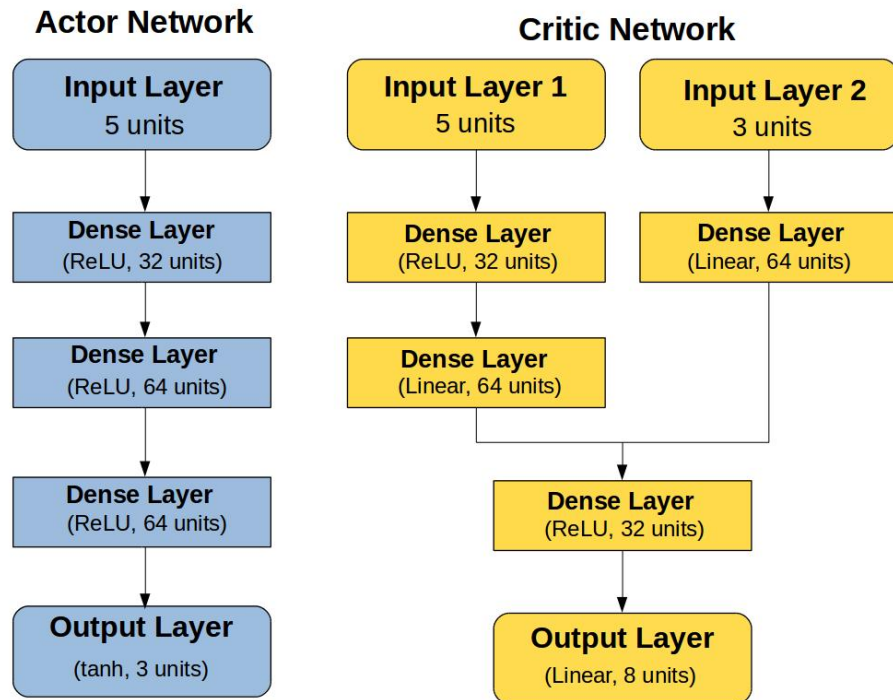 Actor Network
Input Layer
5 units
Dense Layer
(ReLU, 32 units)
Dense Layer
(ReLU, 64 units)
Dense Layer
(ReLU, 64 units)
Output Layer
(tanh, 3 units)
Critic Network
Input Layer 1
5 units
Input Layer 2
3 units
Dense Layer
(ReLU, 32 units)
Dense Layer
(Linear, 64 units)
Dense Layer
(Linear, 64 units)
Dense Layer
(ReLU, 32 units)
Output Layer
(Linear, 8 units)